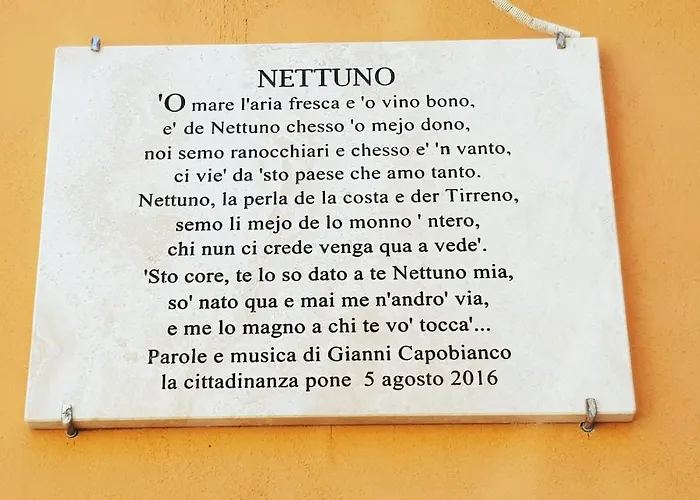 NETTUNO
'O mare l'aria fresca e 'o vino bono,
e' de Nettuno chesso 'o mejo dono,
noi semo ranocchiari e chesso e' 'n vanto,
ci vie' da 'sto paese che amo tanto.
Nettuno, la perla de la costa e der Tirreno,
semo li mejo de lo monno ' ntero,
chi nun ci crede venga qua a vede'.
'Sto core, te lo so dato a te Nettuno mia,
so' nato qua e mai me n'andro' via,
e me lo magno a chi te vo' tocca'...
Parole e musica di Gianni Capobianco
la cittadinanza pone 5 agosto 2016